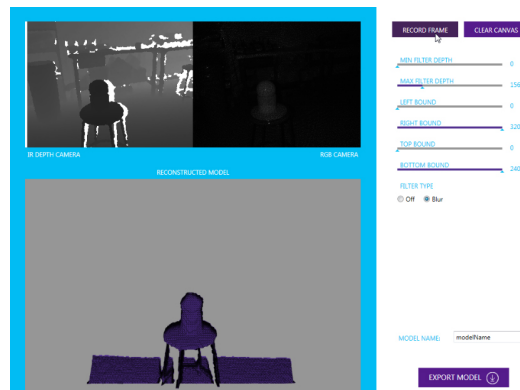 RECORD FRAME
CLEAR CANVAS
MIN FILTER DEPTH
0
MAX FILTER DEPTH
156
LEFT BOUND
0
RIGHT BOUND
320
TOP BOUND
0
BOTTOM BOUND
240
FILTER TYPE
Off Blur
IR DEPTH CAMERA
RGB CAMERA
RECONSTRUCTED MODEL
MODEL NAME: modelName
EXPORT MODEL